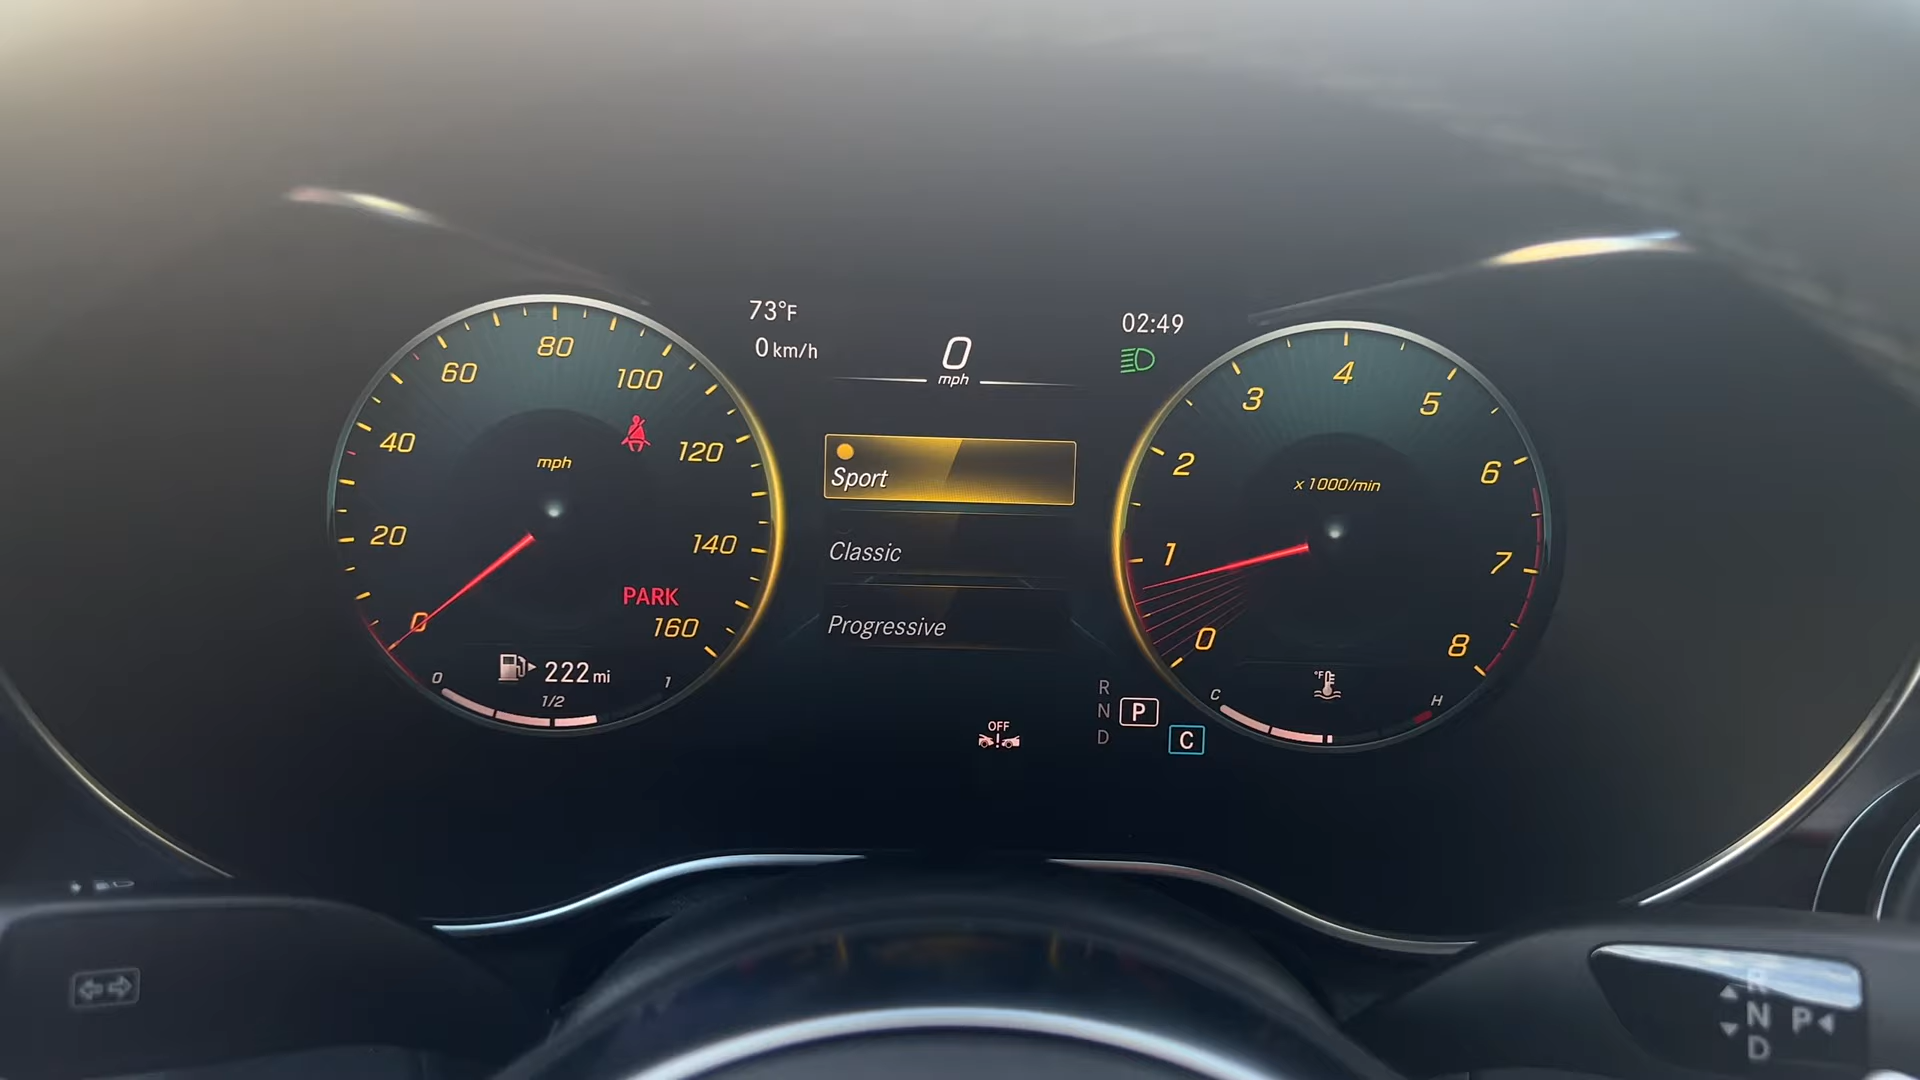 73°F
0 km/h
0
mph
02:49
20
40
60
80
100
120
140
160
0
mph
PARK
222 mi
0
1/2
1
Sport
Classic
Progressive
OFF
R
N
D
P
C
0
1
2
3
4
5
6
7
8
x 1000/min
°F
C
H
R
N
D
P